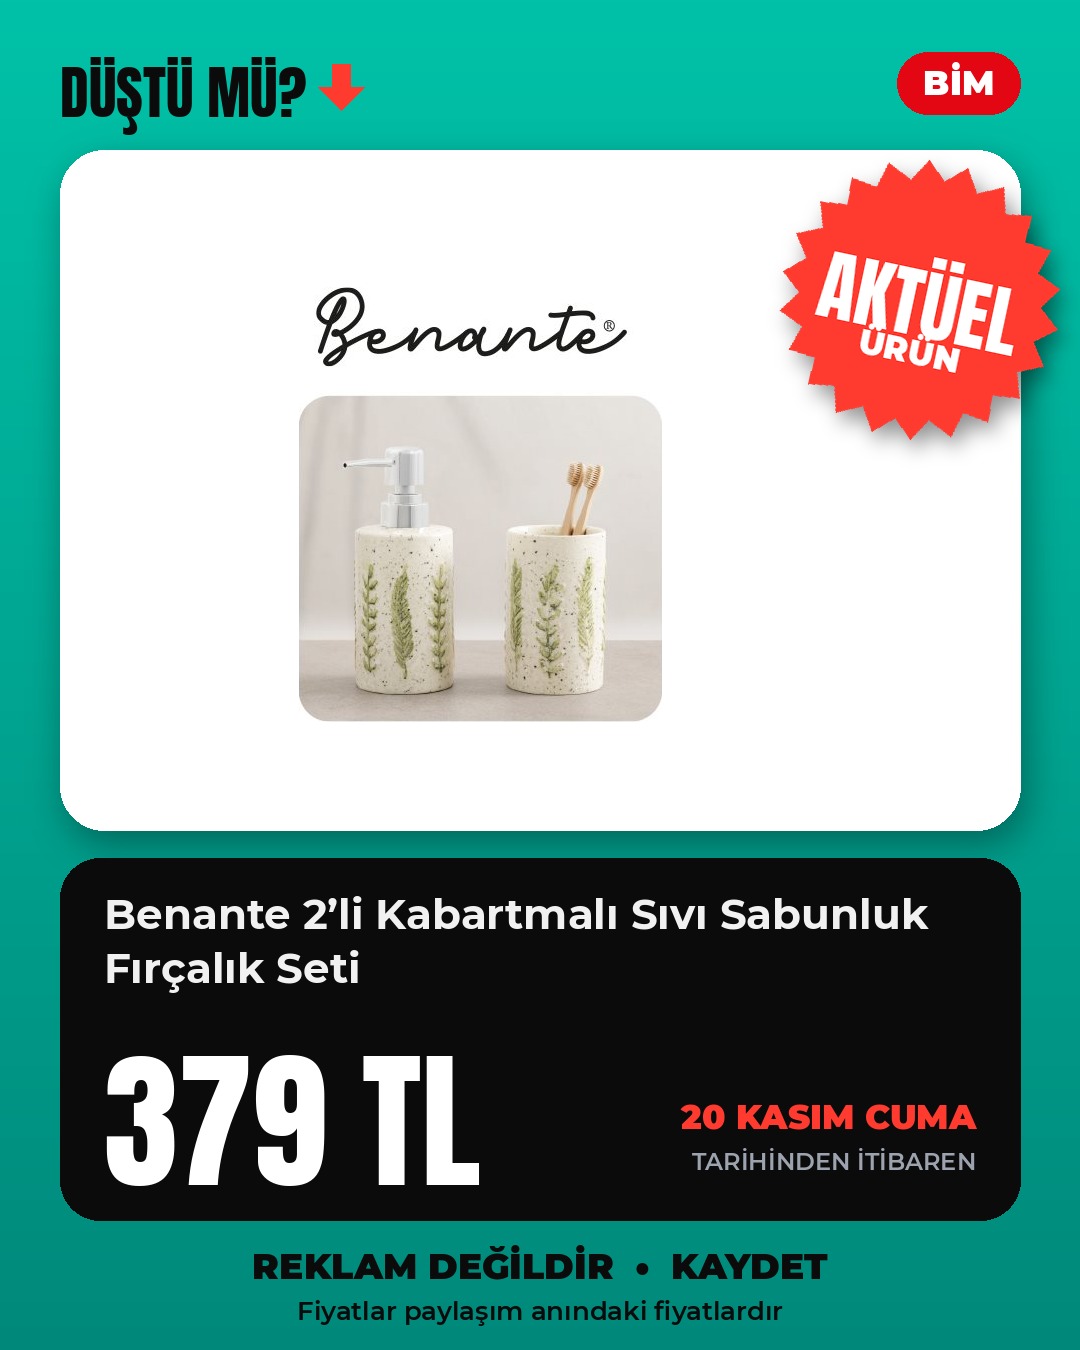 DÜŞTÜ MÜ?
BİM
AKTÜEL
ÜRÜN
Benante®
Benante 2’li Kabartmalı Sıvı Sabunluk
Fırçalık Seti
379 TL
20 KASIM CUMA
TARİHİNDEN İTİBAREN
REKLAM DEĞİLDİR • KAYDET
Fiyatlar paylaşım anındaki fiyatlardır